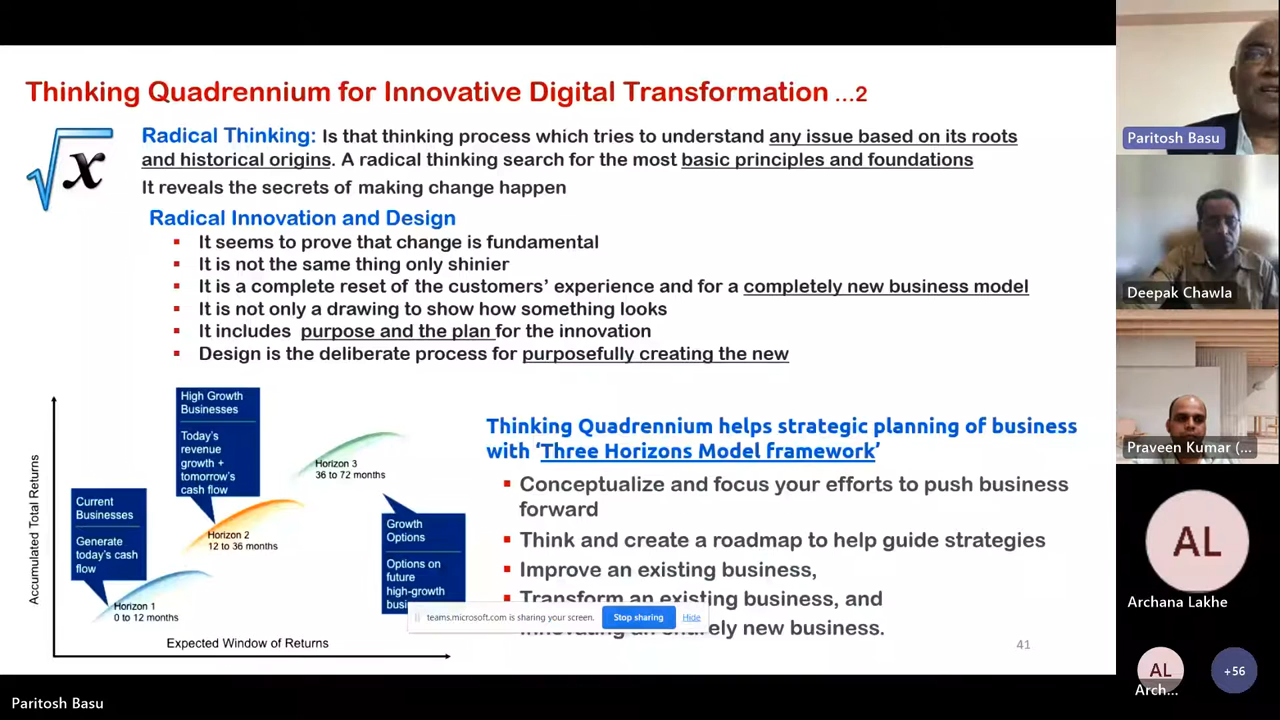 Thinking Quadrennium for Innovative Digital Transformation ...2
√x
Radical Thinking: Is that thinking process which tries to understand any issue based on its roots
and historical origins. A radical thinking search for the most basic principles and foundations
It reveals the secrets of making change happen
Radical Innovation and Design
▪ It seems to prove that change is fundamental
▪ It is not the same thing only shinier
▪ It is a complete reset of the customers’ experience and for a completely new business model
▪ It is not only a drawing to show how something looks
▪ It includes purpose and the plan for the innovation
▪ Design is the deliberate process for purposefully creating the new
Accumulated Total Returns
Expected Window of Returns
Current
Businesses
Generate
today's cash
flow
Horizon 1
0 to 12 months
High Growth
Businesses
Today's
revenue
growth +
tomorrow's
cash flow
Horizon 2
12 to 36 months
Horizon 3
36 to 72 months
Growth
Options
Options on
future
high-growth
Thinking Quadrennium helps strategic planning of business
with ‘Three Horizons Model framework’
▪ Conceptualize and focus your efforts to push business
forward
▪ Think and create a roadmap to help guide strategies
▪ Improve an existing business,
▪ Transform an existing business, and
new business.
teams.microsoft.com is sharing your screen.
Stop sharing
Hide
41
Paritosh Basu
Deepak Chawla
Praveen Kumar (...
AL
Archana Lakhe
AL
Arch...
+56
Paritosh Basu